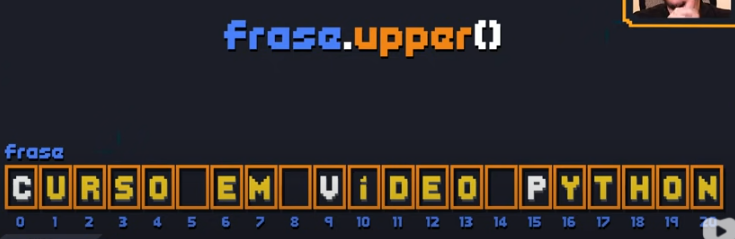 frase.upper()
frase
CURSO EM VíDEO PYTHON
0 1 2 3 4 5 6 7 8 9 10 11 12 13 14 15 16 17 18 19 20